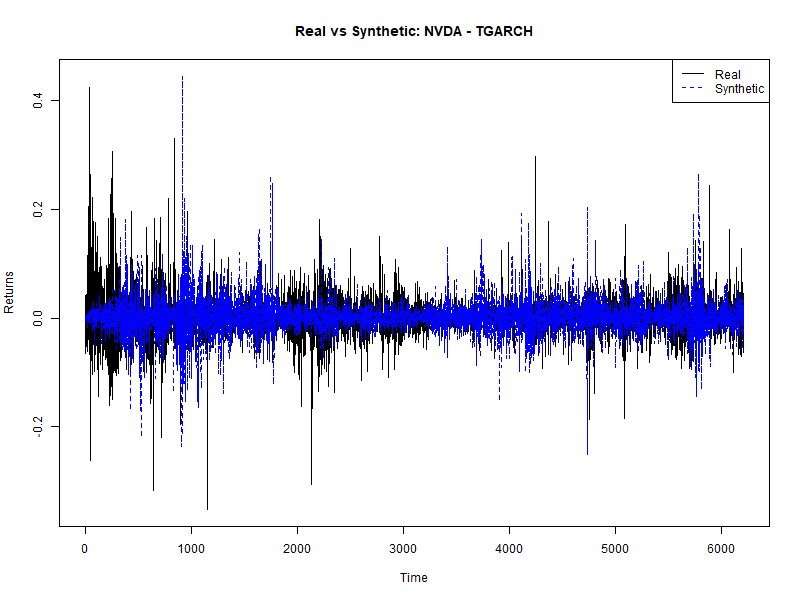 Real vs Synthetic: NVDA - TGARCH
Real
Synthetic
Returns
0.4
0.2
0.0
-0.2
0
1000
2000
3000
4000
5000
6000
Time